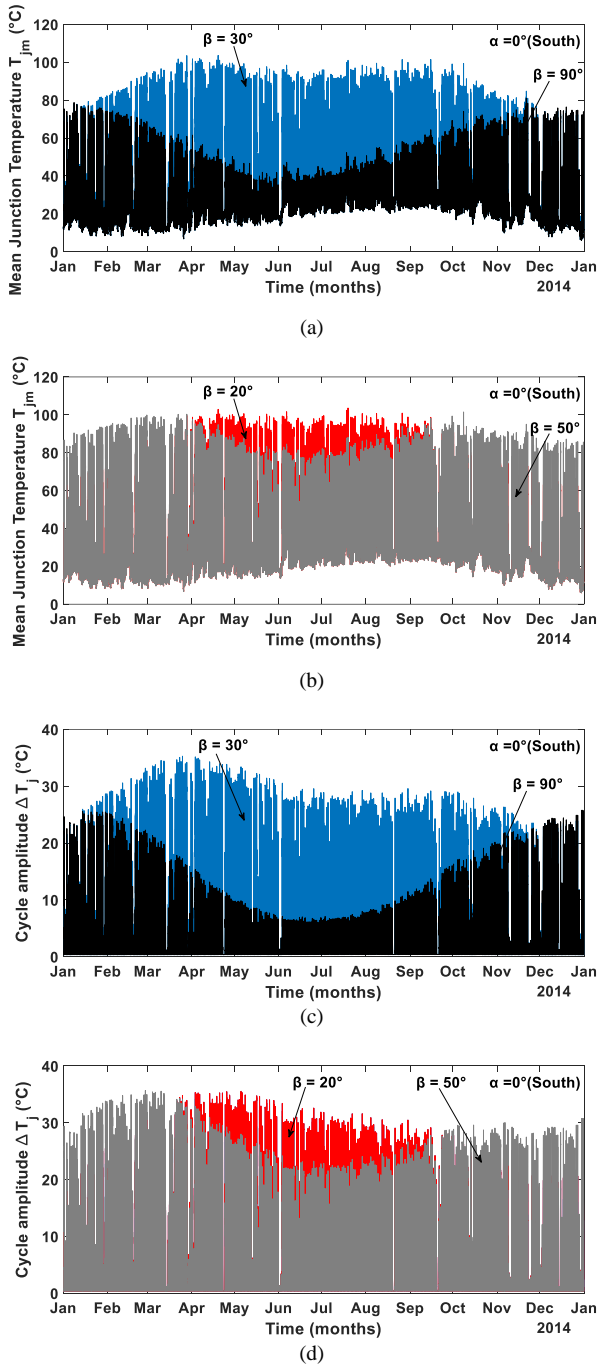 Mean Junction Temperature Tjm (°C)
120
100
80
60
40
20
0
β = 30°
α =0°(South)
β = 90°
Jan Feb Mar Apr May Jun Jul Aug Sep Oct Nov Dec Jan
Time (months)
2014
(a)
Mean Junction Temperature Tjm (°C)
120
100
80
60
40
20
0
β = 20°
α =0°(South)
β = 50°
Jan Feb Mar Apr May Jun Jul Aug Sep Oct Nov Dec Jan
Time (months)
2014
(b)
Cycle amplitude Δ Tj (°C)
40
30
20
10
0
β = 30°
α =0°(South)
β = 90°
Jan Feb Mar Apr May Jun Jul Aug Sep Oct Nov Dec Jan
Time (months)
2014
(c)
Cycle amplitude Δ Tj (°C)
40
30
20
10
0
β = 20°
β = 50°
α =0°(South)
Jan Feb Mar Apr May Jun Jul Aug Sep Oct Nov Dec Jan
Time (months)
2014
(d)